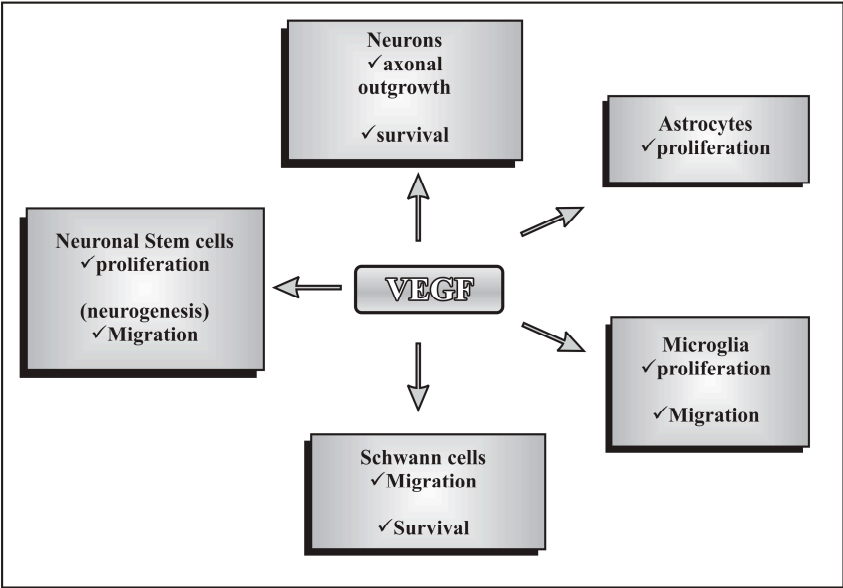 Neurons
✓axonal
outgrowth
✓survival
Astrocytes
✓proliferation
Neuronal Stem cells
✓proliferation
(neurogenesis)
✓Migration
VEGF
Microglia
✓proliferation
✓Migration
Schwann cells
✓Migration
✓Survival